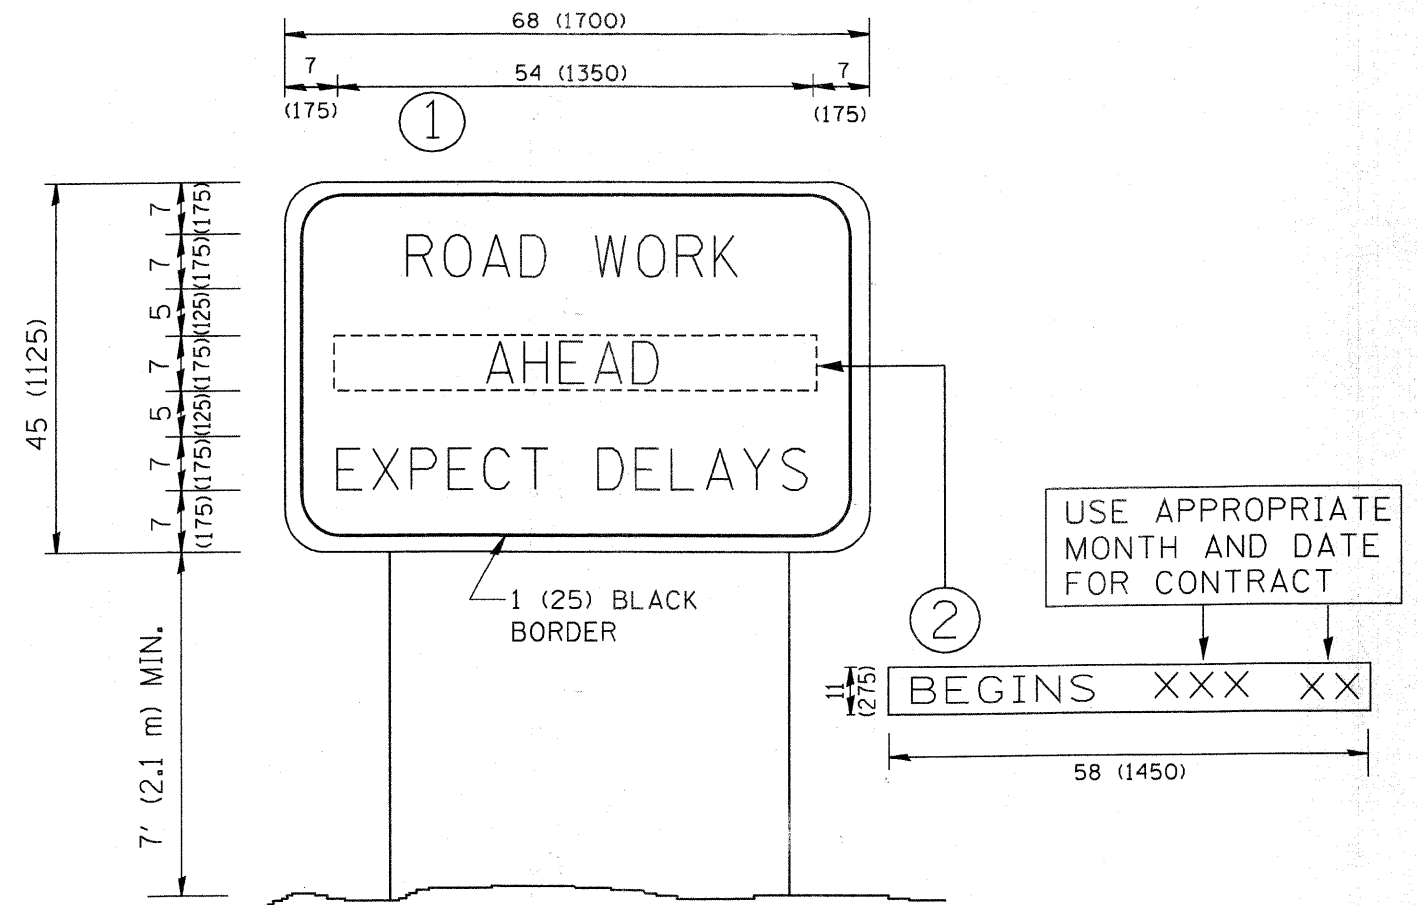 68 (1700)
7 54 (1350) 7
(175) (175)
1
45 (1125)
7 (175)
7 (175)
5 (125)
7 (175)
5 (125)
7 (175)
7 (175)
ROAD WORK
AHEAD
EXPECT DELAYS
1 (25) BLACK
BORDER
7' (2.1 m) MIN.
USE APPROPRIATE
MONTH AND DATE
FOR CONTRACT
2
11
(275)
BEGINS XXX XX
58 (1450)